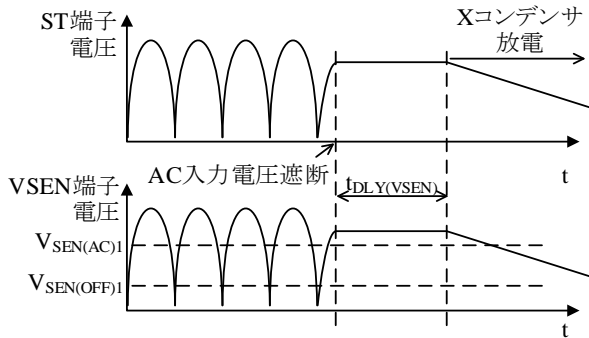 ST端子
電圧
Xコンデンサ
放電
t
AC入力電圧遮断
VSEN端子
電圧
tDLY(VSEN)
VSEN(AC)1
VSEN(OFF)1
t